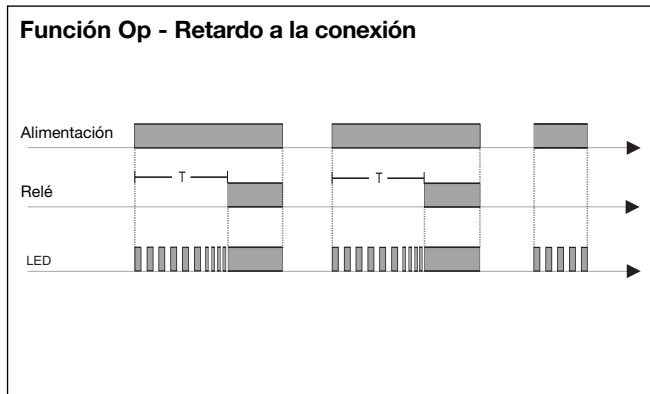 Función Op - Retardo a la conexión
Alimentación
T
T
Relé
LED